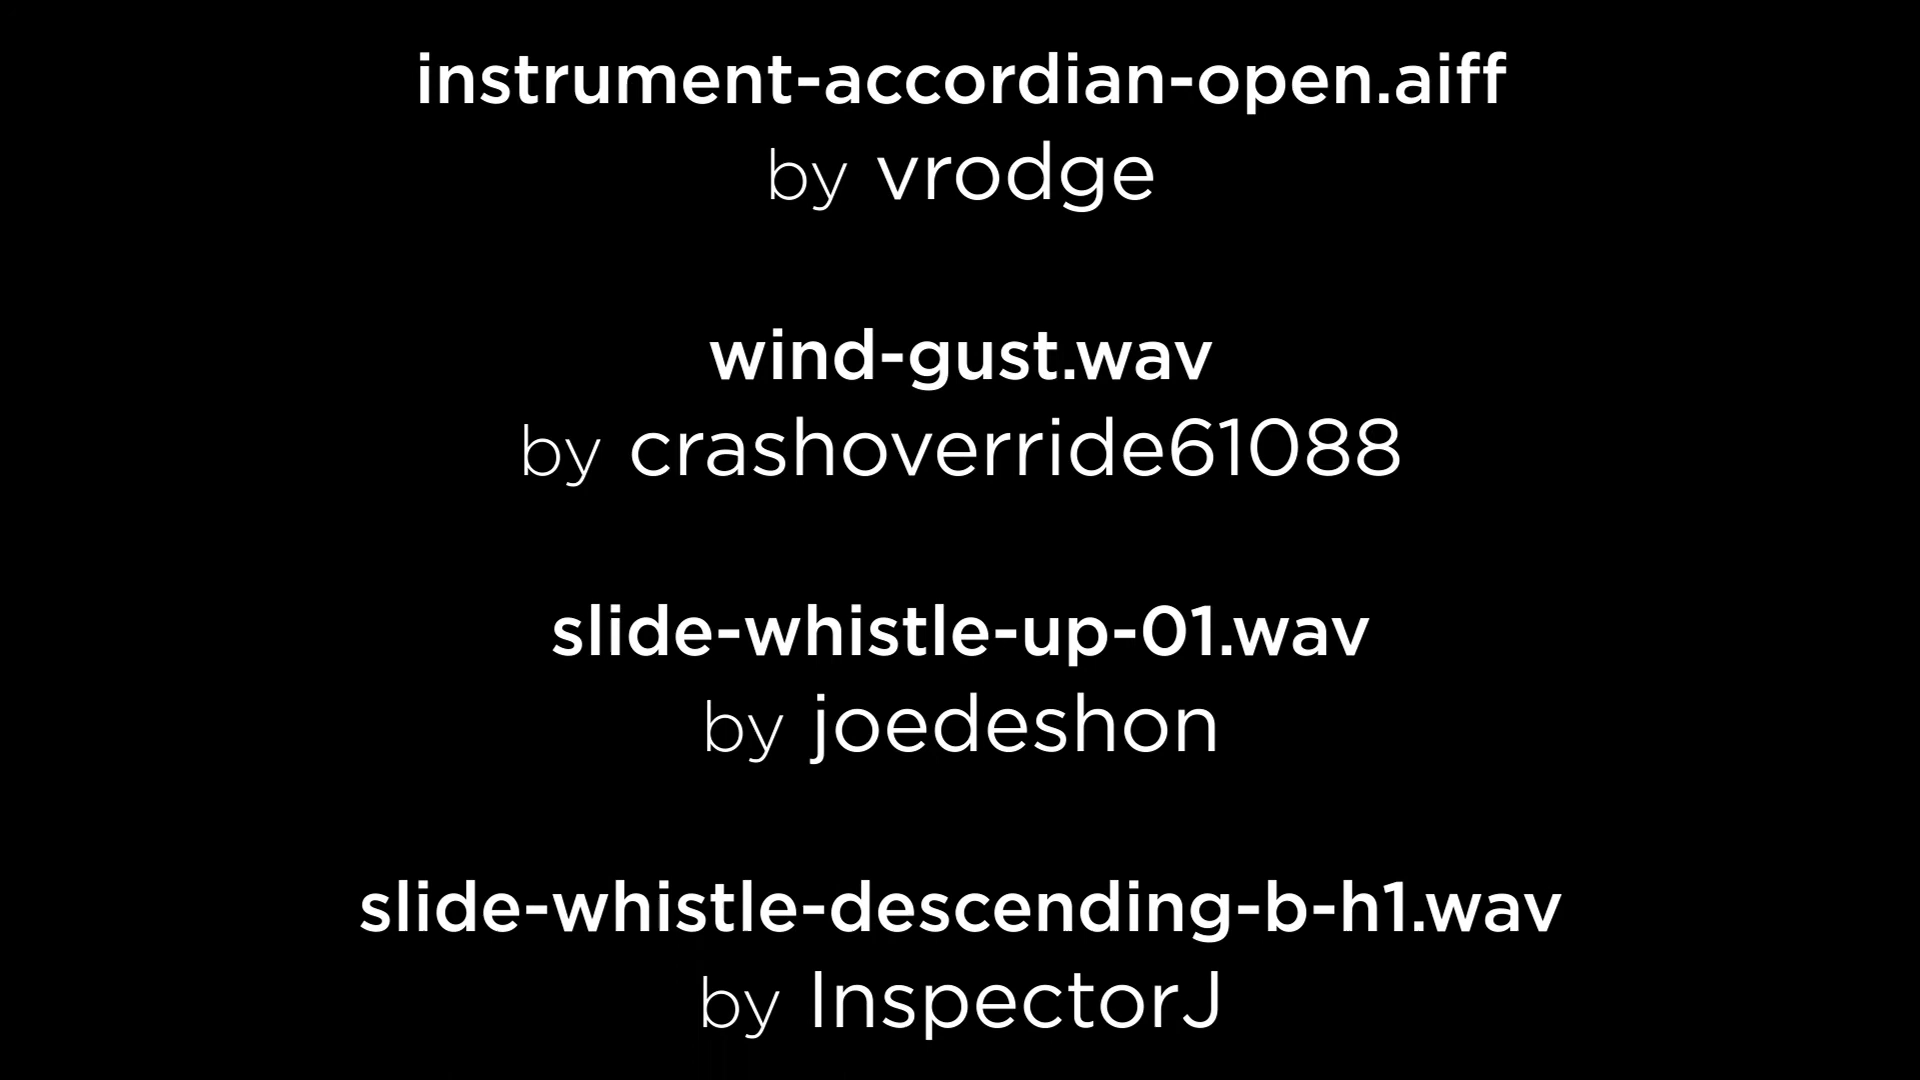 instrument-accordian-open.aiff
by vrodge
wind-gust.wav
by crashoverride61088
slide-whistle-up-01.wav
by joedeshon
slide-whistle-descending-b-h1.wav
by InspectorJ